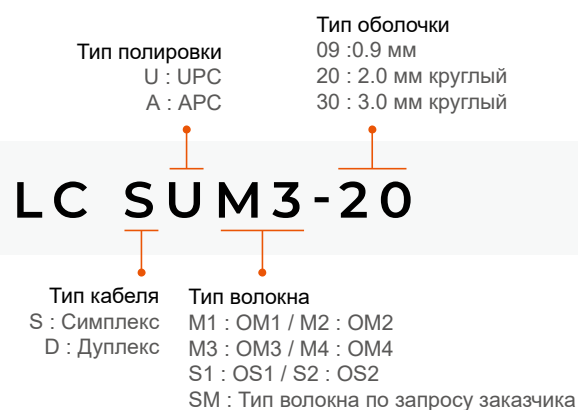 Тип полировки
U : UPC
A : APC
Тип оболочки
09 :0.9 мм
20 : 2.0 мм круглый
30 : 3.0 мм круглый
LC SUM3-20
Тип кабеля
S : Симплекс
D : Дуплекс
Тип волокна
M1 : OM1 / M2 : OM2
M3 : OM3 / M4 : OM4
S1 : OS1 / S2 : OS2
SM : Тип волокна по запросу заказчика